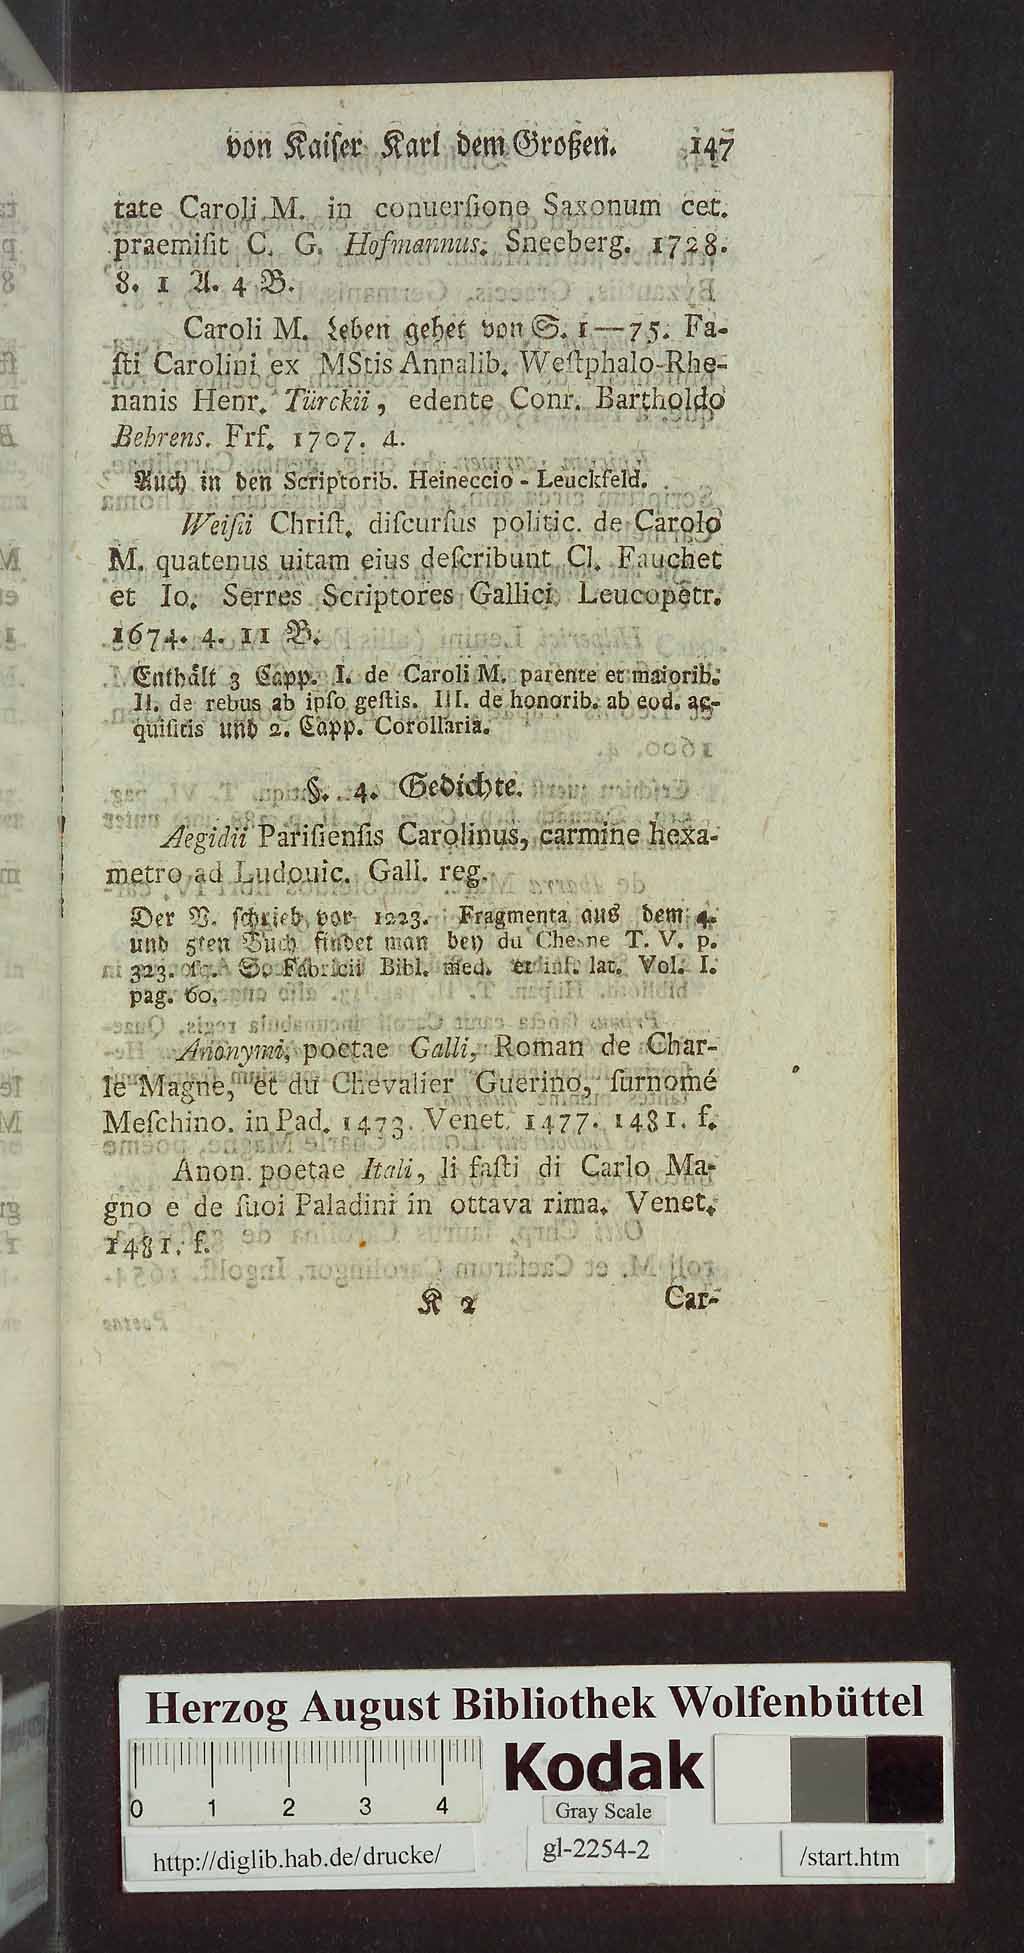 von Kaiſer Karl dem Großen. 147
tate Caroli M. in conuerſione Saxonum cet.
praemiſit C. G. Hofmannus. Sneeberg. 1728.
8. 1 A. 4 B.
Caroli M. Leben gehet von S. 1—75. Fa-
ſti Carolini ex MStis Annalib. Weſtphalo-Rhe-
nanis Henr. Türckii, edente Conr. Bartholdo
Behrens. Frf. 1707. 4.
Auch in den Scriptorib. Heineccio - Leuckfeld.
Weiſii Chriſt. diſcurſus politic. de Carolo
M. quatenus uitam eius deſcribunt Cl. Fauchet
et Io. Serres Scriptores Gallici. Leucopetr.
1674. 4. 11 B.
Enthält 3 Capp. I. de Caroli M. parente et maiorib.
II. de rebus ab ipſo geſtis. III. de honorib. ab eod. ac-
quiſitis und 2. Capp. Corollaria.
§. 4. Gedichte.
Aegidii Pariſienſis Carolinus, carmine hexa-
metro ad Ludouic. Gall. reg.
Der V. ſchrieb vor 1223. Fragmenta aus dem 4.
und 5ten Buch findet man bey du Chesne T. V. p.
323. ſq. S. Fabricii Bibl. med. et inf. lat. Vol. I.
pag. 60.
Anonymi, poetae Galli, Roman de Char-
le Magne, et du Chevalier Guerino, ſurnomé
Meſchino. in Pad. 1473. Venet. 1477. 1481. f.
Anon. poetae Itali, li faſti di Carlo Ma-
gno e de ſuoi Paladini in ottava rima. Venet.
1481. f.
K 2 Car-
Herzog August Bibliothek Wolfenbüttel
0 1 2 3 4
Kodak
Gray Scale
http://diglib.hab.de/drucke/
gl-2254-2
/start.htm